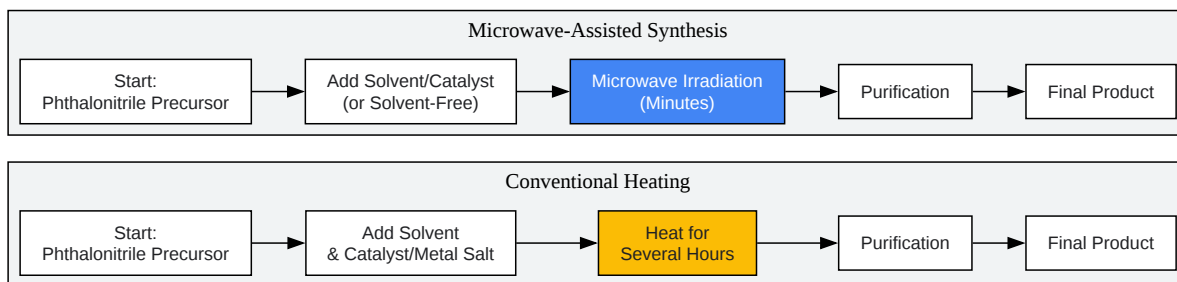 Microwave-Assisted Synthesis
Start:
Phthalonitrile Precursor
Add Solvent/Catalyst
(or Solvent-Free)
Microwave Irradiation
(Minutes)
Purification
Final Product
Conventional Heating
Start:
Phthalonitrile Precursor
Add Solvent
& Catalyst/Metal Salt
Heat for
Several Hours
Purification
Final Product